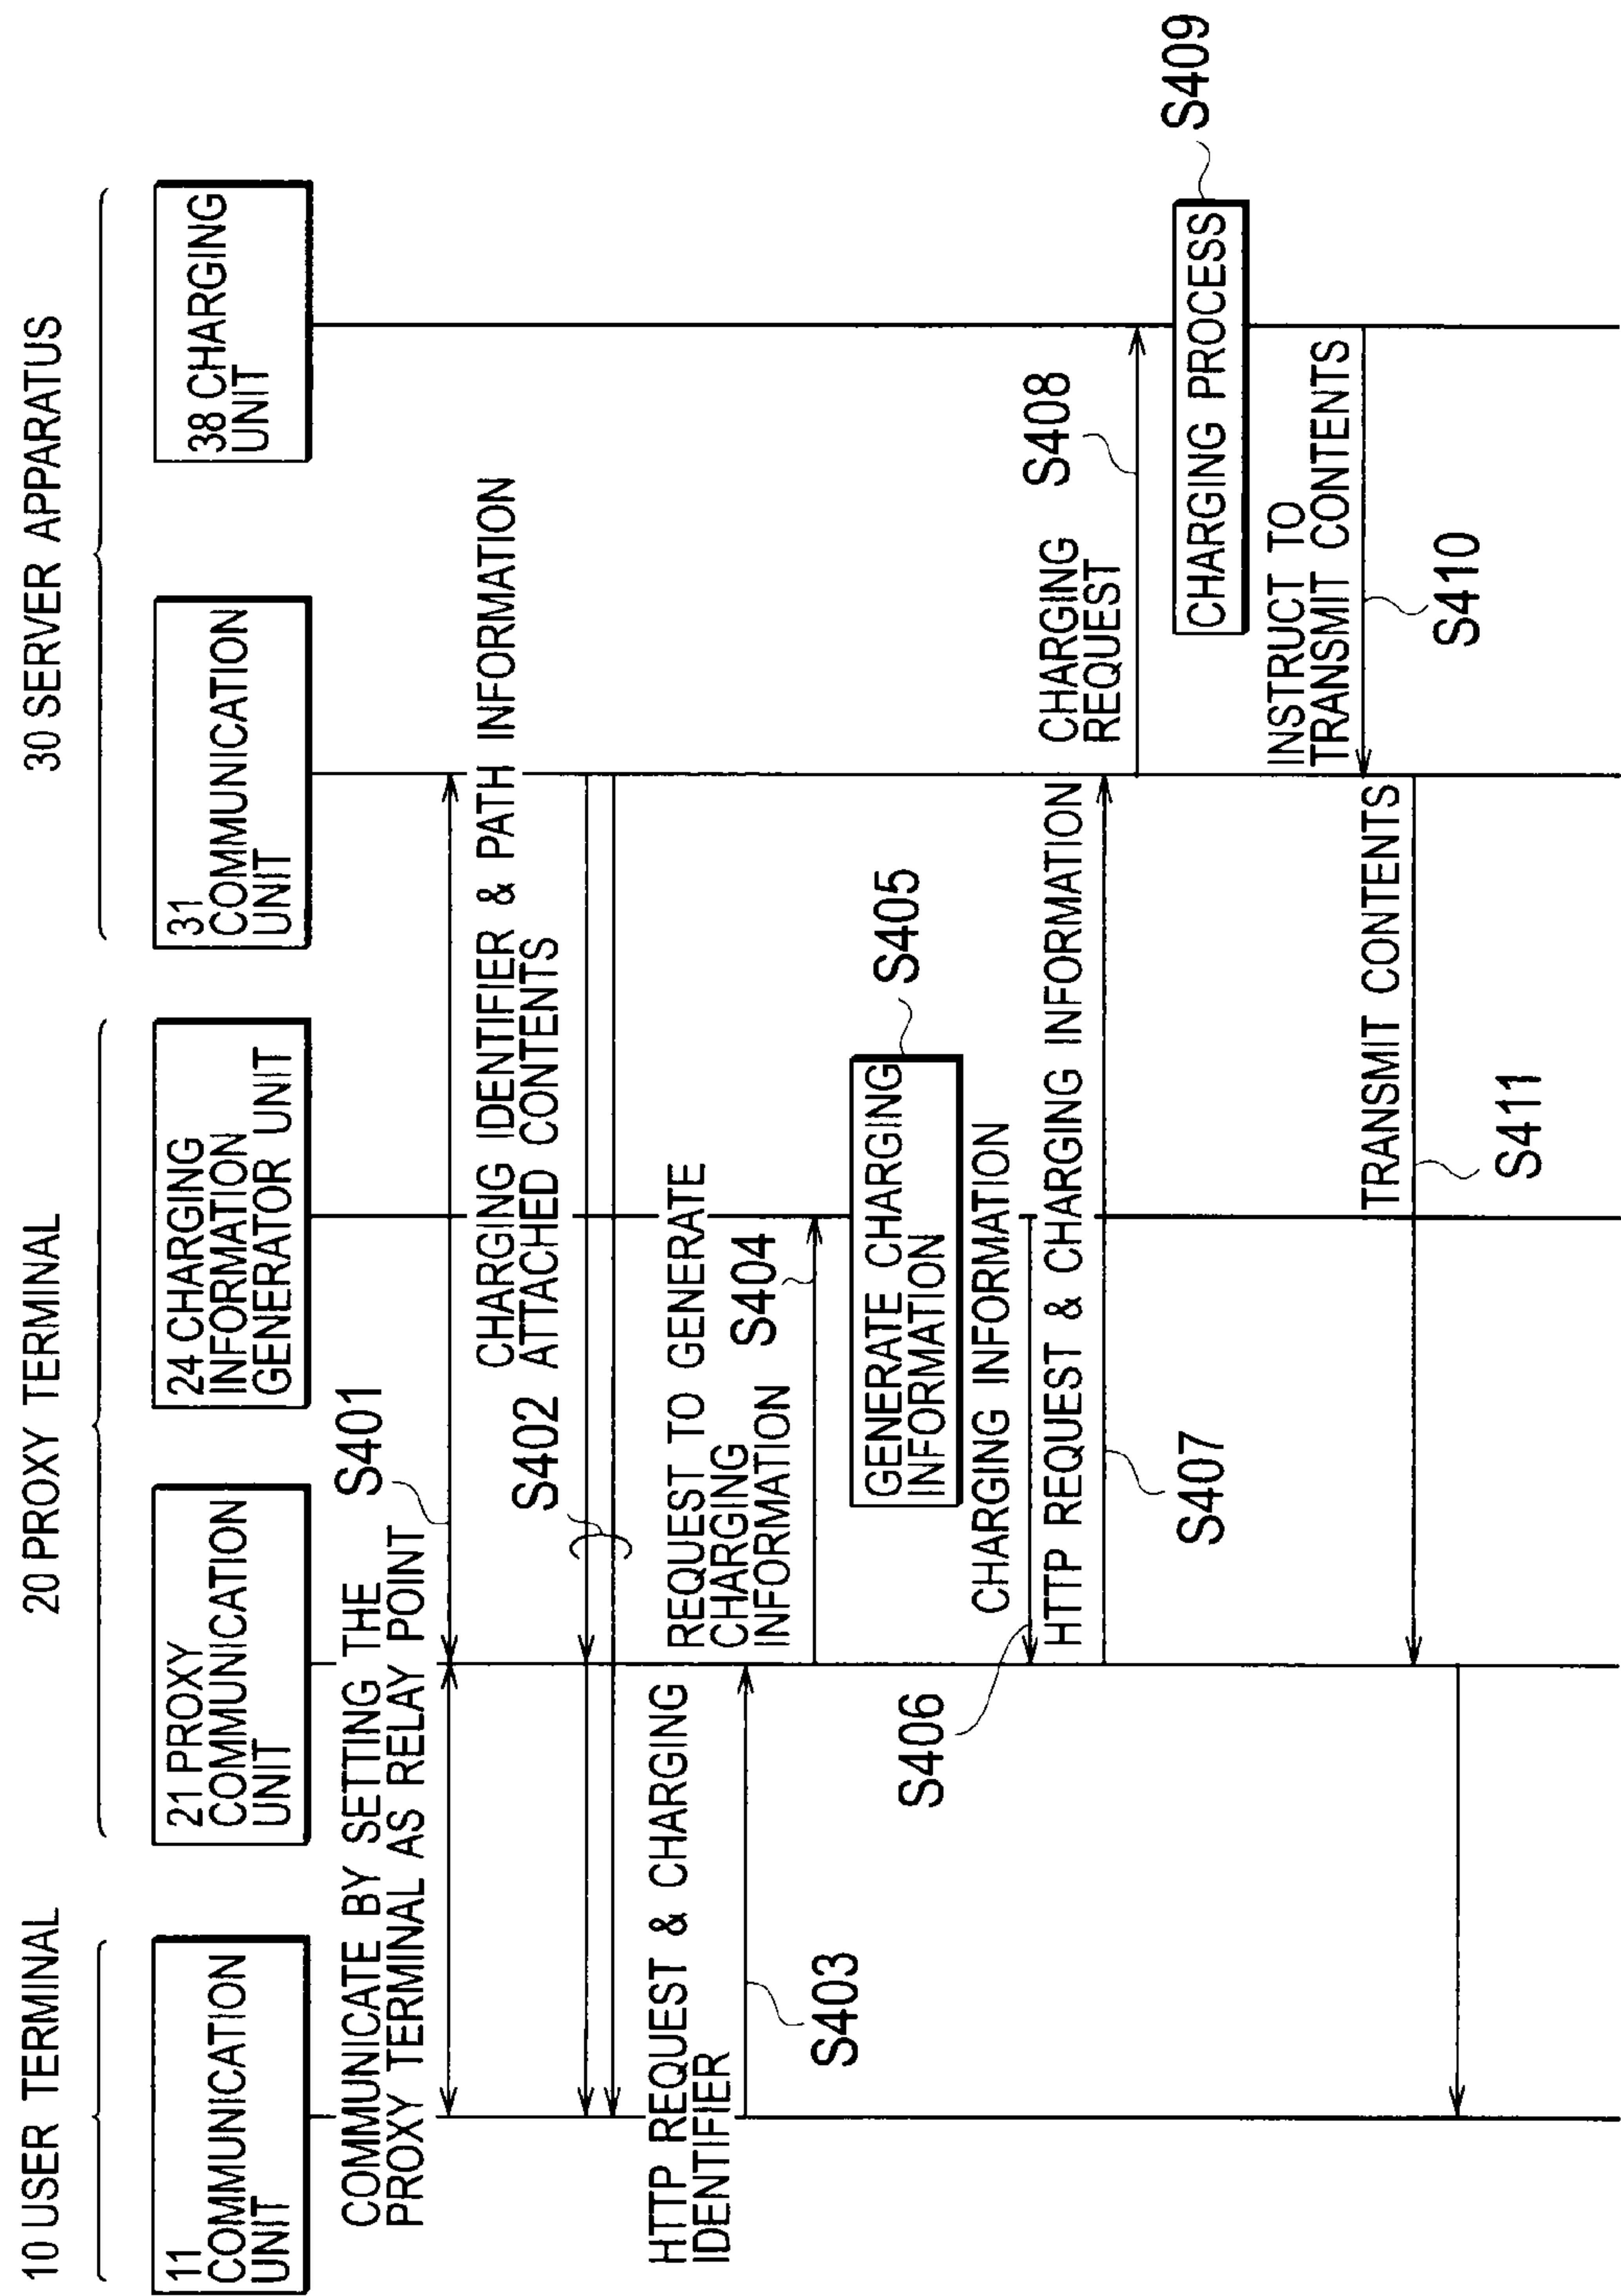 10 USER TERMINAL
20 PROXY TERMINAL
30 SERVER APPARATUS
11
COMMUNICATION
UNIT
21 PROXY
COMMUNICATION
UNIT
24 CHARGING
INFORMATION
GENERATOR UNIT
31
COMMUNICATION
UNIT
38 CHARGING
UNIT
COMMUNICATE BY SETTING THE
PROXY TERMINAL AS RELAY POINT
S401
CHARGING IDENTIFIER & PATH INFORMATION
ATTACHED CONTENTS
S402
HTTP REQUEST & CHARGING
IDENTIFIER
S403
REQUEST TO GENERATE
CHARGING
INFORMATION
S404
GENERATE CHARGING
INFORMATION
S405
CHARGING INFORMATION
S406
HTTP REQUEST & CHARGING INFORMATION
S407
CHARGING
REQUEST
S408
CHARGING PROCESS
S409
INSTRUCT TO
TRANSMIT CONTENTS
S410
TRANSMIT CONTENTS
S411